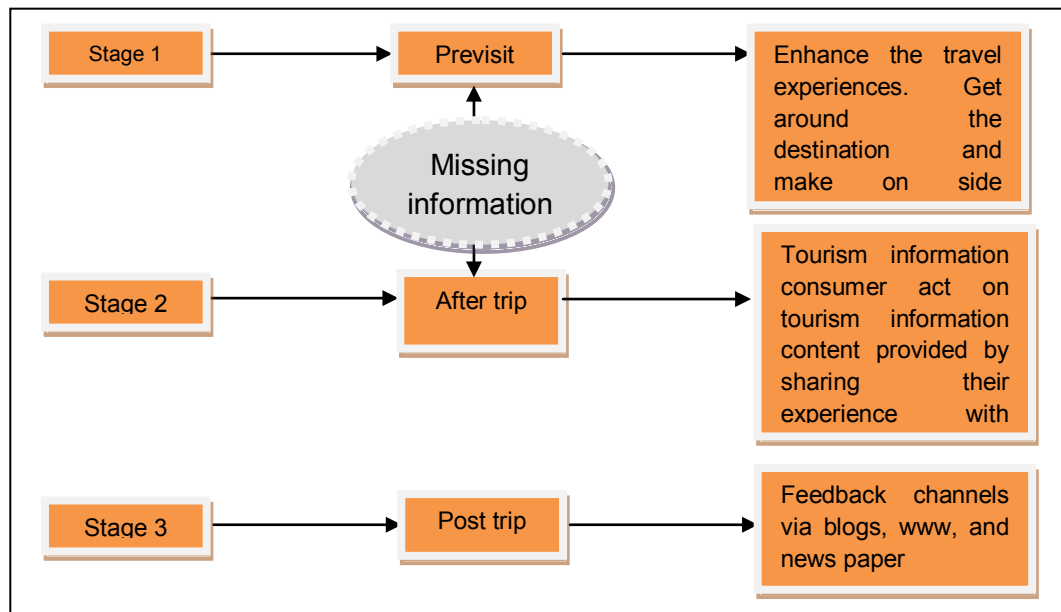 Stage 1
Previsit
Enhance the travel
experiences. Get
around the
destination and
make on side
Missing
information
Stage 2
After trip
Tourism information
consumer act on
tourism information
content provided by
sharing their
experience with
Stage 3
Post trip
Feedback channels
via blogs, www, and
news paper